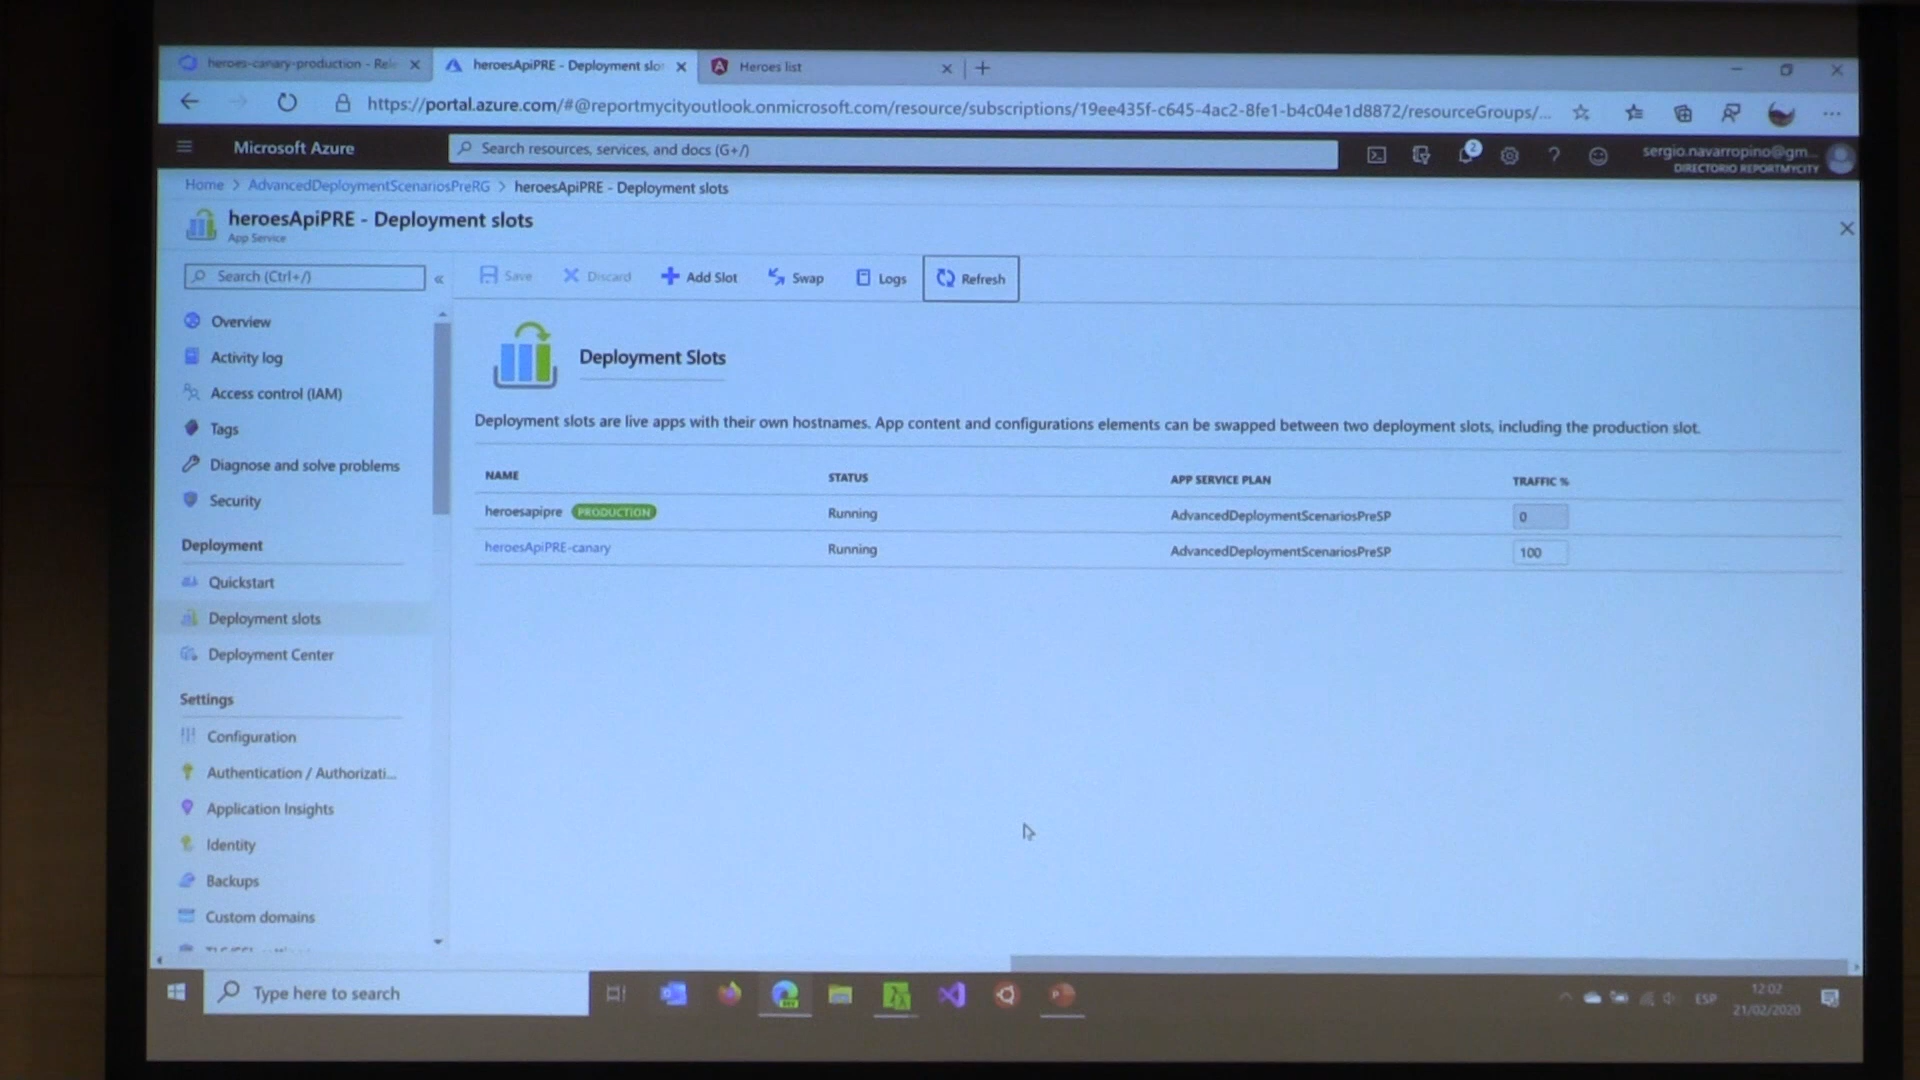 heroes-canary-production - Rel
heroesApiPRE - Deployment slo
Heroes list
https://portal.azure.com/#@reportmycityoutlook.onmicrosoft.com/resource/subscriptions/19ee435f-c645-4ac2-8fe1-b4c04e1d8872/resourceGroups/...
Microsoft Azure
Search resources, services, and docs (G+/)
2
sergio.navarropino@gm...
DIRECTORIO REPORTMYCITY
Home > AdvancedDeploymentScenariosPreRG > heroesApiPRE - Deployment slots
heroesApiPRE - Deployment slots
App Service
Search (Ctrl+/)
Save
Discard
Add Slot
Swap
Logs
Refresh
Overview
Activity log
Access control (IAM)
Tags
Diagnose and solve problems
Security
Deployment
Quickstart
Deployment slots
Deployment Center
Settings
Configuration
Authentication / Authorizati...
Application Insights
Identity
Backups
Custom domains
Deployment Slots
Deployment slots are live apps with their own hostnames. App content and configurations elements can be swapped between two deployment slots, including the production slot.
NAME STATUS APP SERVICE PLAN TRAFFIC %
heroesapipre PRODUCTION Running AdvancedDeploymentScenariosPreSP 0
heroesApiPRE-canary Running AdvancedDeploymentScenariosPreSP 100
Type here to search
ESP
12:02
21/02/2020